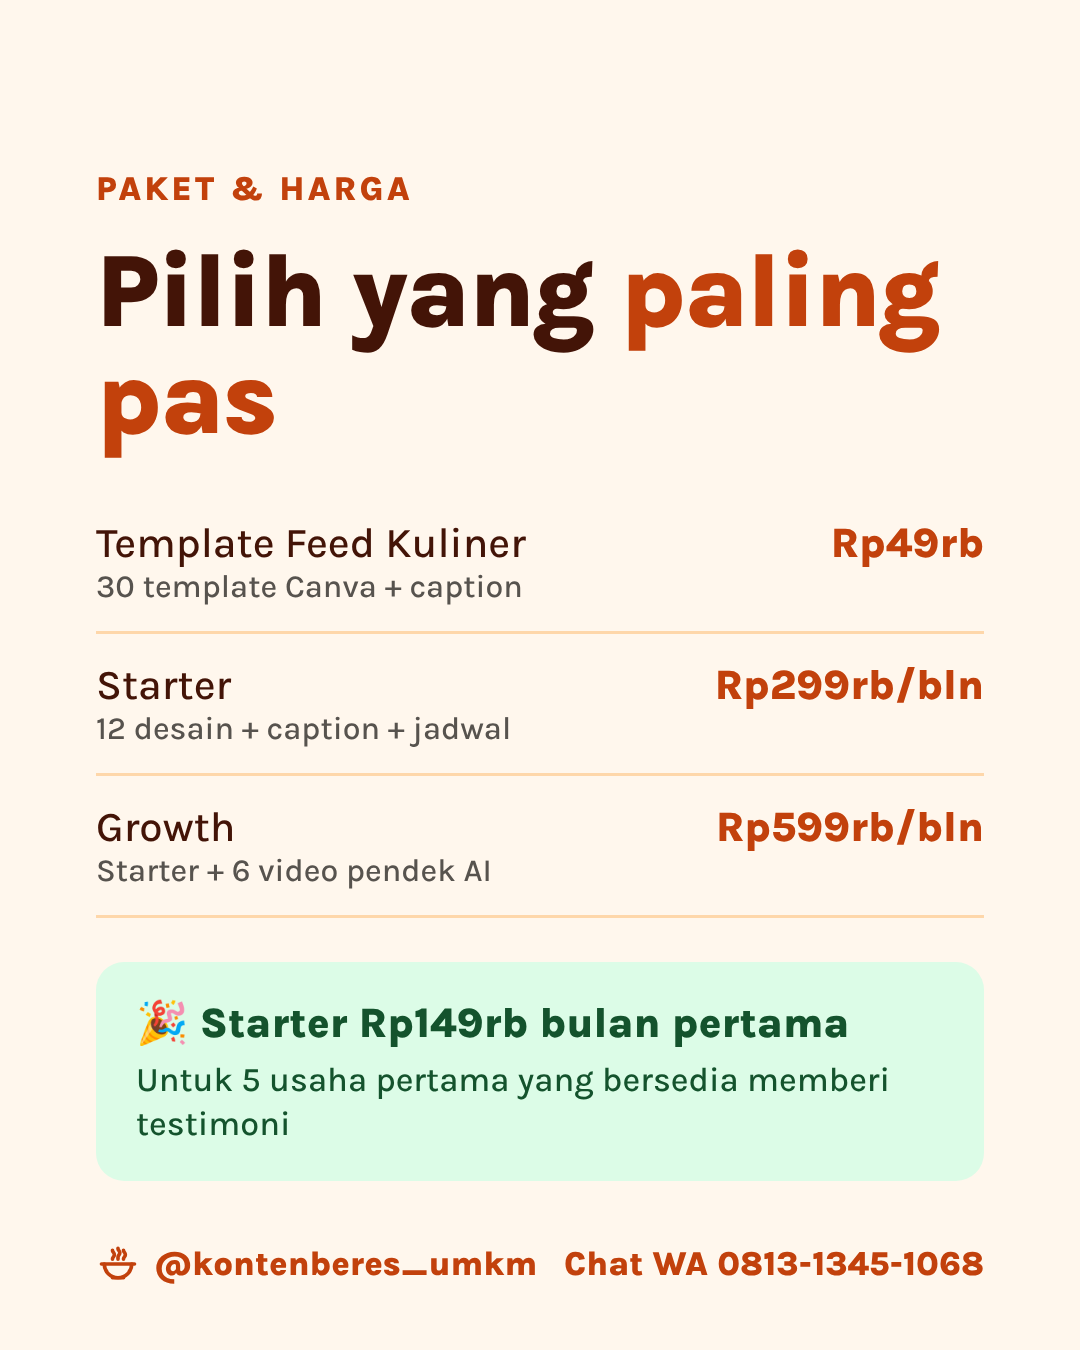 PAKET & HARGA
Pilih yang paling
pas
Template Feed Kuliner Rp49rb
30 template Canva + caption
Starter Rp299rb/bln
12 desain + caption + jadwal
Growth Rp599rb/bln
Starter + 6 video pendek AI
🎉 Starter Rp149rb bulan pertama
Untuk 5 usaha pertama yang bersedia memberi
testimoni
@kontenberes_umkm Chat WA 0813-1345-1068